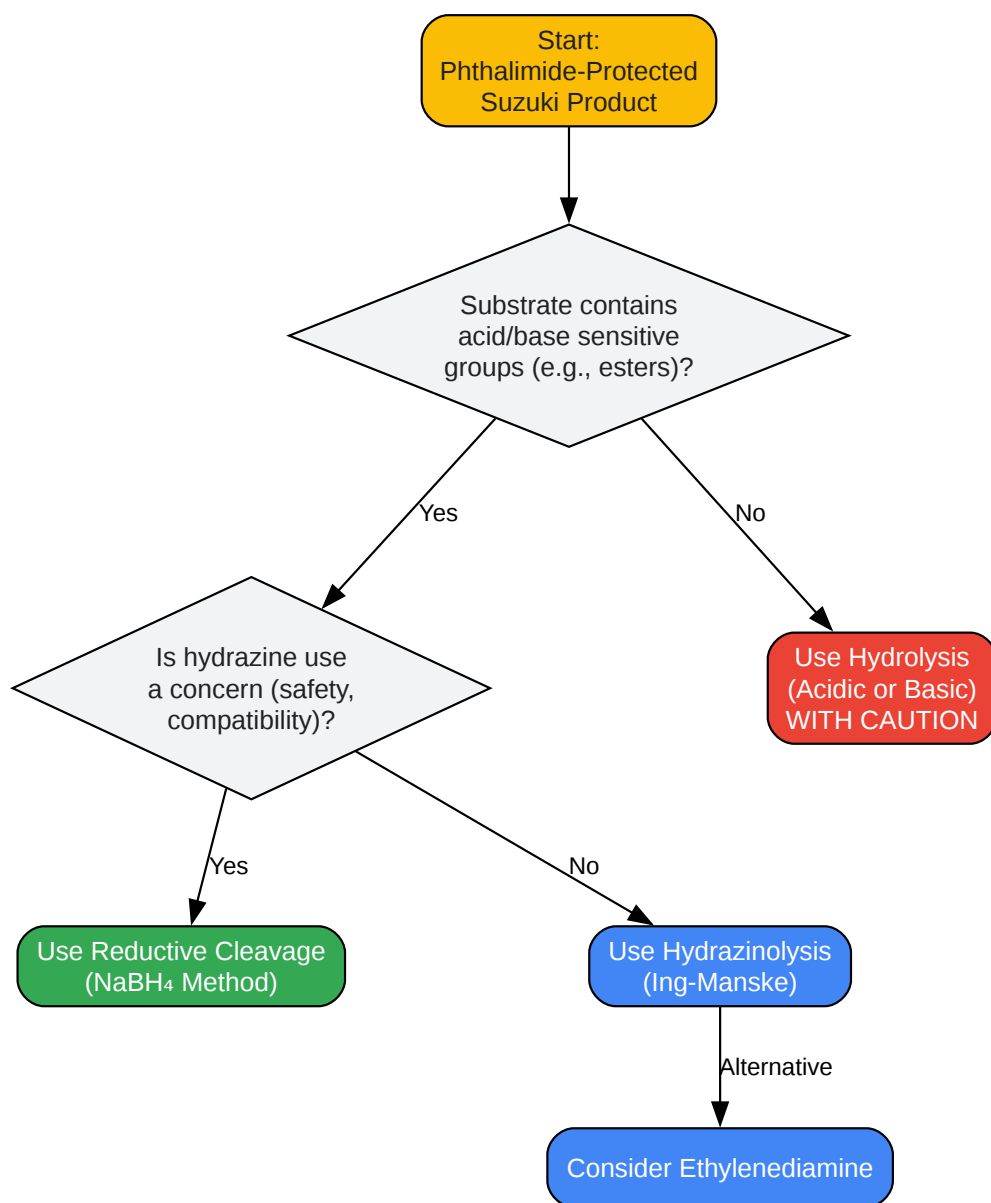 Start:
Phthalimide-Protected
Suzuki Product
Substrate contains
acid/base sensitive
groups (e.g., esters)?
Yes
No
Is hydrazine use
a concern (safety,
compatibility)?
Use Hydrolysis
(Acidic or Basic)
WITH CAUTION
Yes
No
Use Reductive Cleavage
(NaBH₄ Method)
Use Hydrazinolysis
(Ing-Manske)
Alternative
Consider Ethylenediamine